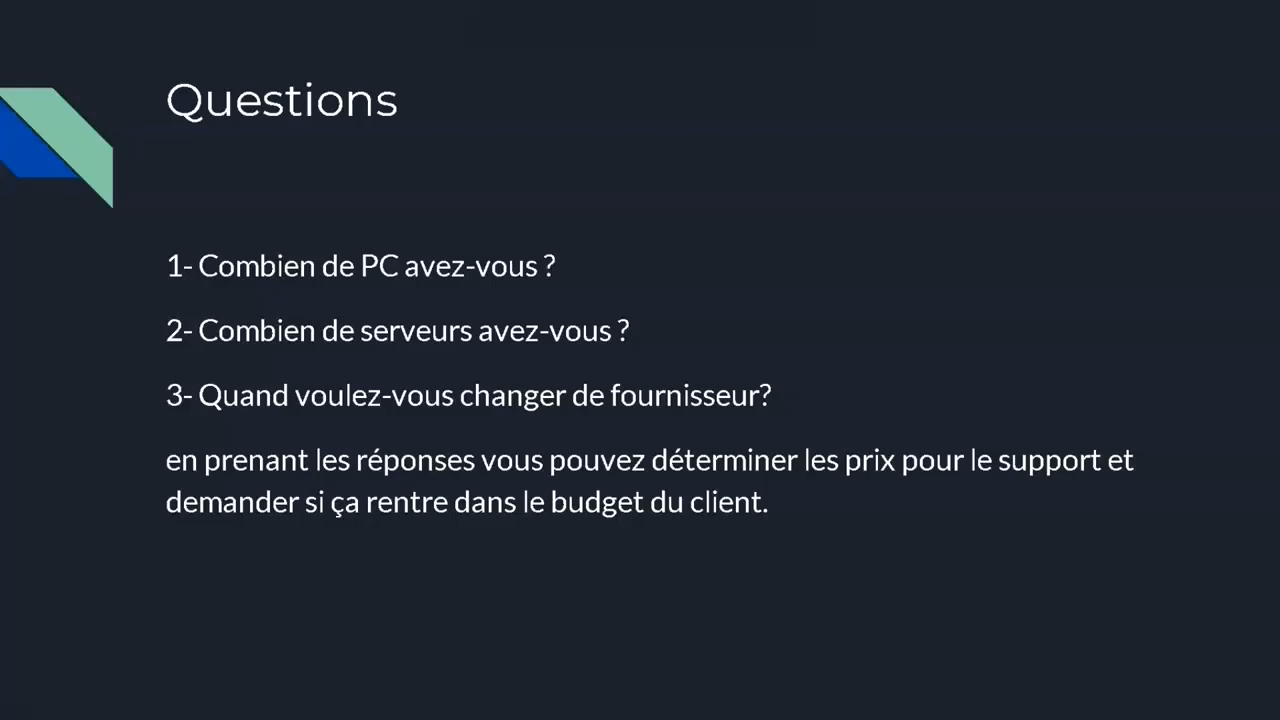 Questions
1- Combien de PC avez-vous ?
2- Combien de serveurs avez-vous ?
3- Quand voulez-vous changer de fournisseur?
en prenant les réponses vous pouvez déterminer les prix pour le support et
demander si ça rentre dans le budget du client.